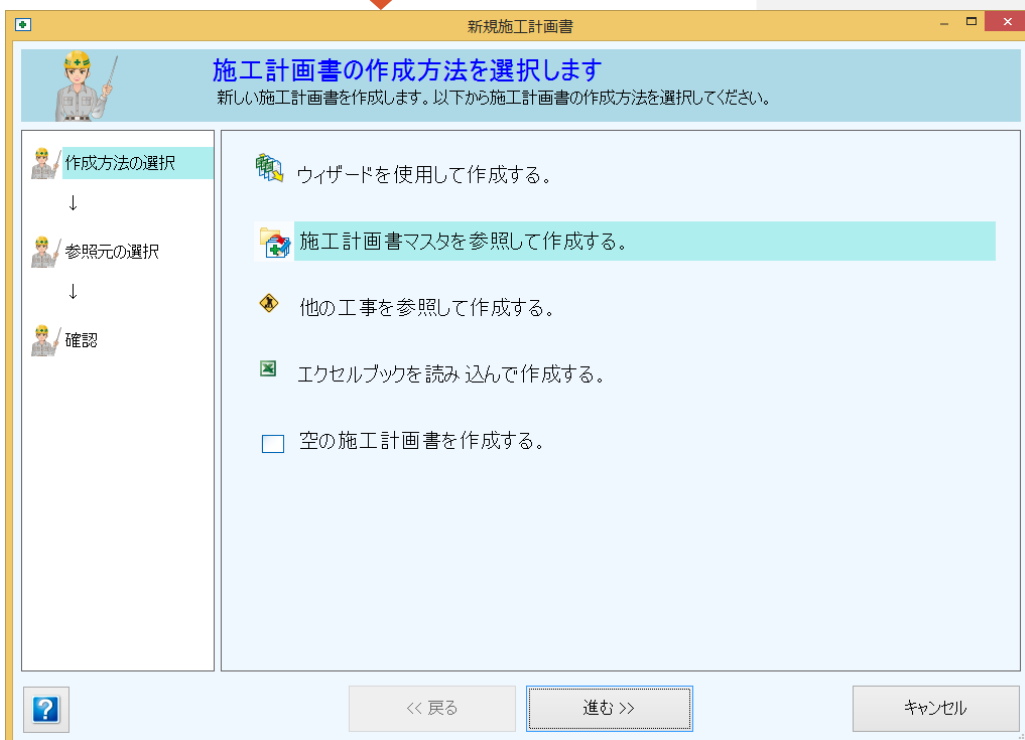 新規施工計画書
施工計画書の作成方法を選択します
新しい施工計画書を作成します。以下から施工計画書の作成方法を選択してください。
作成方法の選択
↓
参照元の選択
↓
確認
ウィザードを使用して作成する。
施工計画書マスタを参照して作成する。
他の工事を参照して作成する。
エクセルブックを読み込んで作成する。
空の施工計画書を作成する。
<< 戻る
進む >>
キャンセル